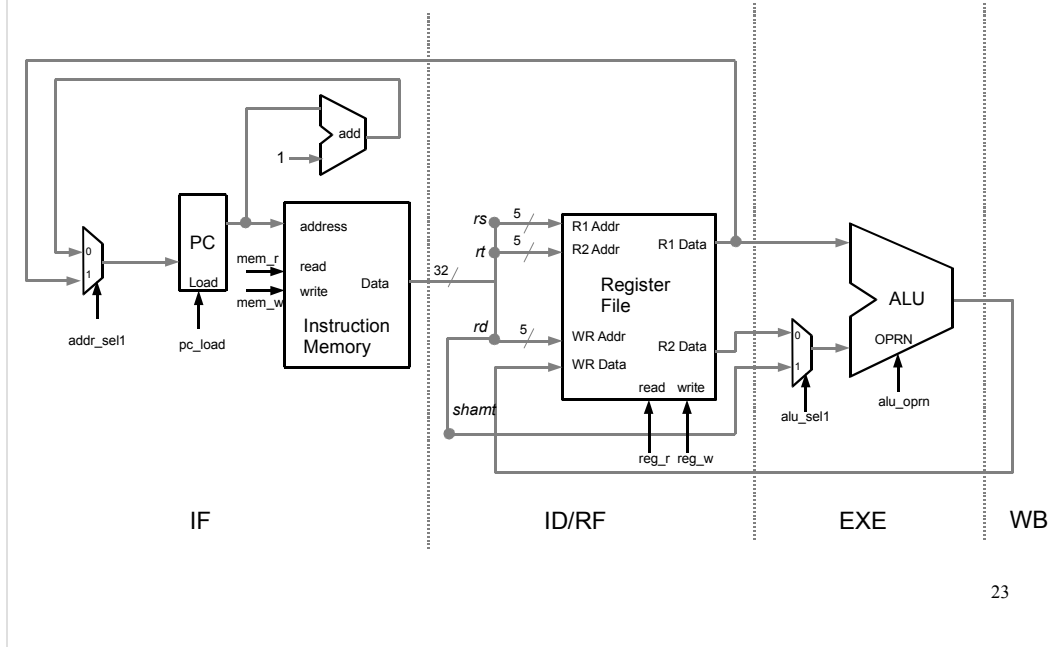 add
1
PC
Load
0
1
addr_sel1
pc_load
address
mem_r
read
mem_w
write
Data
Instruction
Memory
32
rs
5
rt
5
rd
5
shamt
R1 Addr
R2 Addr
R1 Data
Register
File
WR Addr
WR Data
R2 Data
read write
reg_r reg_w
0
1
alu_sel1
ALU
OPRN
alu_oprn
IF
ID/RF
EXE
WB
23